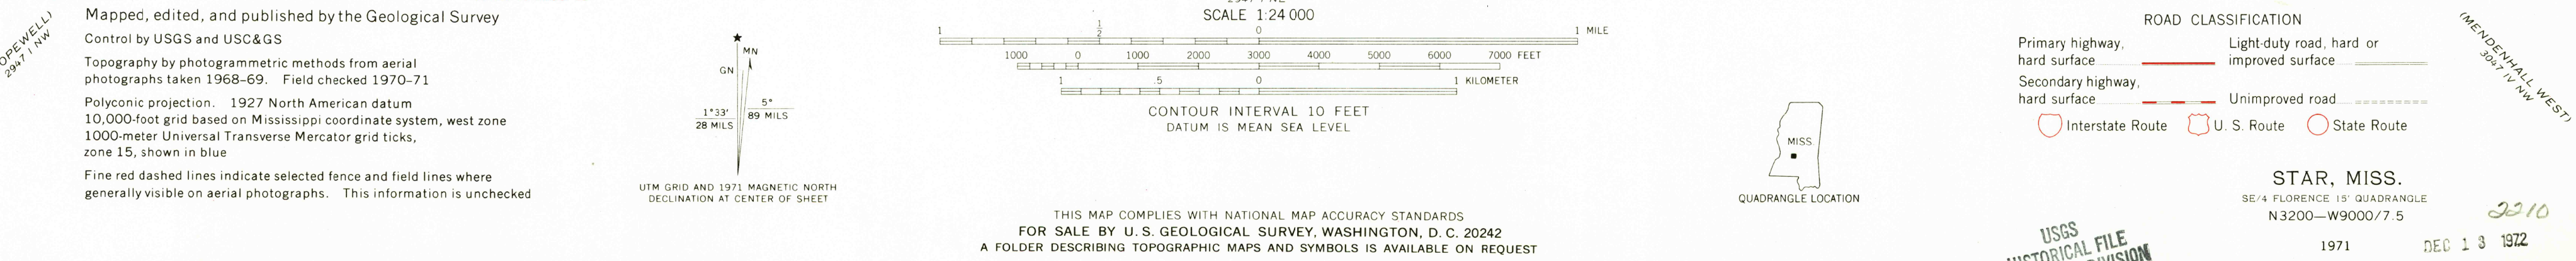 OPEWELL)
2947 I NW
Mapped, edited, and published by the Geological Survey
Control by USGS and USC&GS
Topography by photogrammetric methods from aerial
photographs taken 1968–69. Field checked 1970–71
Polyconic projection. 1927 North American datum
10,000-foot grid based on Mississippi coordinate system, west zone
1000-meter Universal Transverse Mercator grid ticks,
zone 15, shown in blue
Fine red dashed lines indicate selected fence and field lines where
generally visible on aerial photographs. This information is unchecked
MN
GN
1°33′
28 MILS
5°
89 MILS
UTM GRID AND 1971 MAGNETIC NORTH
DECLINATION AT CENTER OF SHEET
SCALE 1:24 000
1 ½ 0 1 MILE
1000 0 1000 2000 3000 4000 5000 6000 7000 FEET
1 .5 0 1 KILOMETER
CONTOUR INTERVAL 10 FEET
DATUM IS MEAN SEA LEVEL
THIS MAP COMPLIES WITH NATIONAL MAP ACCURACY STANDARDS
FOR SALE BY U. S. GEOLOGICAL SURVEY, WASHINGTON, D. C. 20242
A FOLDER DESCRIBING TOPOGRAPHIC MAPS AND SYMBOLS IS AVAILABLE ON REQUEST
MISS.
QUADRANGLE LOCATION
ROAD CLASSIFICATION
Primary highway,
hard surface
Light-duty road, hard or
improved surface
Secondary highway,
hard surface
Unimproved road
Interstate Route
U. S. Route
State Route
(MENDENHALL WEST)
3047 IV NW
STAR, MISS.
SE/4 FLORENCE 15′ QUADRANGLE
N3200—W9000/7.5
2210
1971
DEC 13 1972
USGS
HISTORICAL FILE